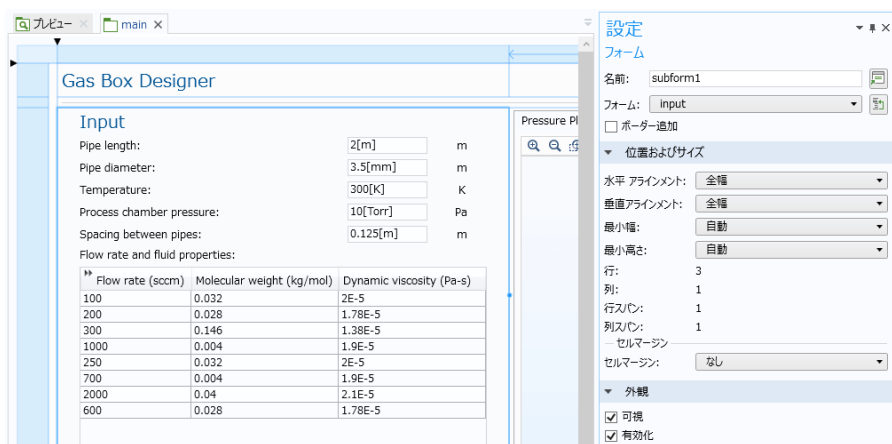 プレビュー
main
Gas Box Designer
Input
Pipe length: 2[m] m
Pipe diameter: 3.5[mm] m
Temperature: 300[K] K
Process chamber pressure: 10[Torr] Pa
Spacing between pipes: 0.125[m] m
Flow rate and fluid properties:
Flow rate (sccm) Molecular weight (kg/mol) Dynamic viscosity (Pa-s)
100 0.032 2E-5
200 0.028 1.78E-5
300 0.146 1.38E-5
1000 0.004 1.9E-5
250 0.032 2E-5
700 0.004 1.9E-5
2000 0.04 2.1E-5
600 0.028 1.78E-5
Pressure Pl
設定
フォーム
名前: subform1
フォーム: input
ボーダー追加
位置およびサイズ
水平 アラインメント: 全幅
垂直アラインメント: 全幅
最小幅: 自動
最小高さ: 自動
行: 3
列: 1
行スパン: 1
列スパン: 1
セルマージン
セルマージン: なし
外観
可視
有効化